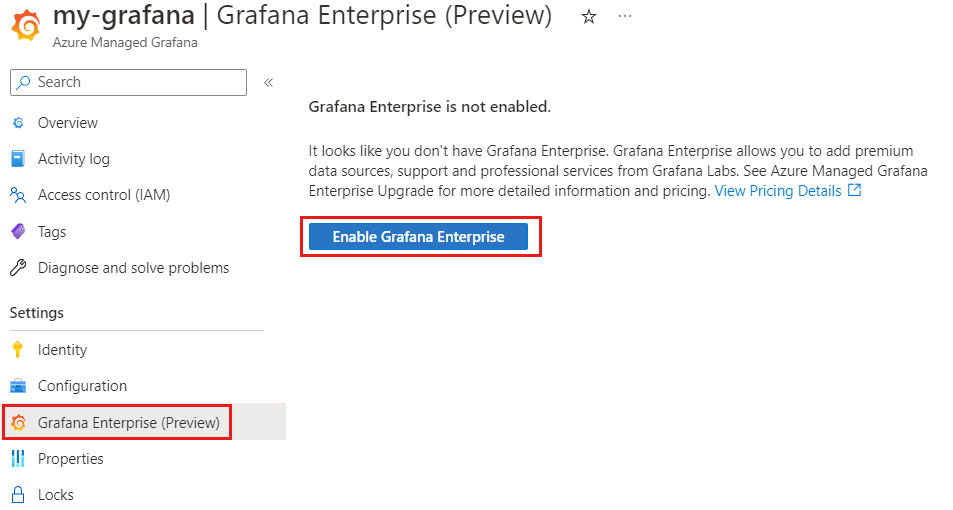 my-grafana | Grafana Enterprise (Preview)
Azure Managed Grafana
Search
Overview
Activity log
Access control (IAM)
Tags
Diagnose and solve problems
Settings
Identity
Configuration
Grafana Enterprise (Preview)
Properties
Locks
Grafana Enterprise is not enabled.
It looks like you don't have Grafana Enterprise. Grafana Enterprise allows you to add premium
data sources, support and professional services from Grafana Labs. See Azure Managed Grafana
Enterprise Upgrade for more detailed information and pricing. View Pricing Details
Enable Grafana Enterprise